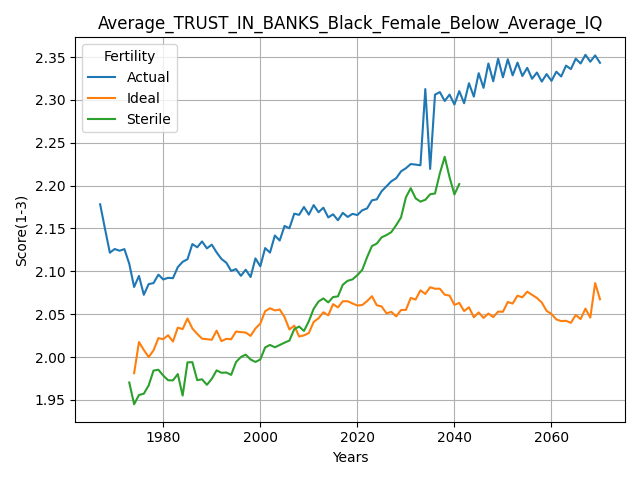 Average_TRUST_IN_BANKS_Black_Female_Below_Average_IQ
Fertility
Actual
Ideal
Sterile
Score(1-3)
2.35
2.30
2.25
2.20
2.15
2.10
2.05
2.00
1.95
1980 2000 2020 2040 2060
Years